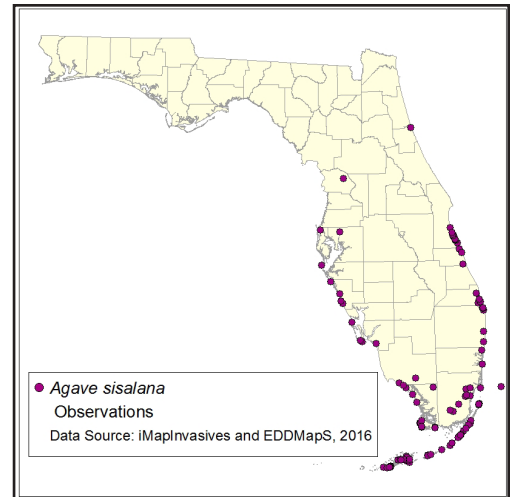 Agave sisalana
Observations
Data Source: iMapInvasives and EDDMapS, 2016